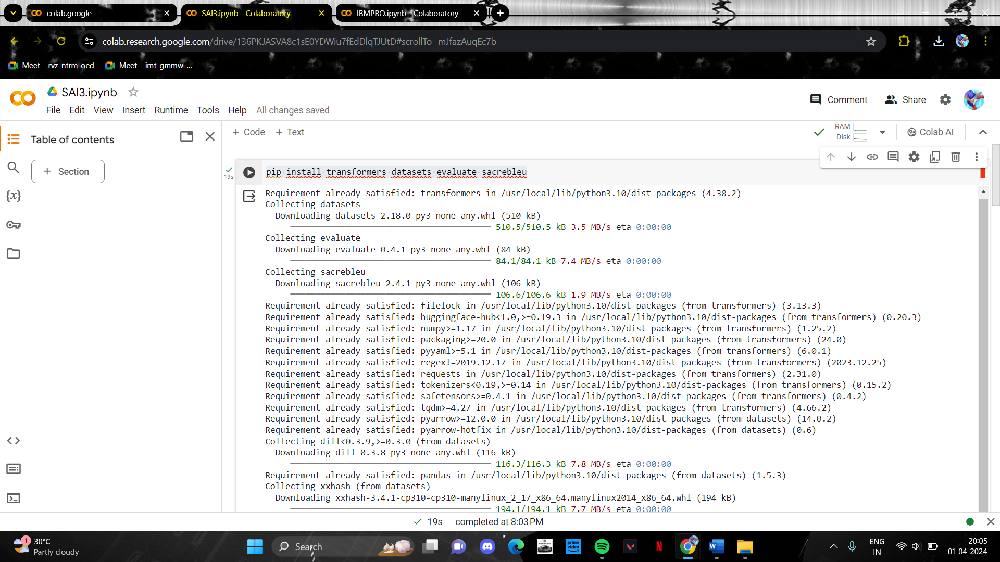 colab.google
SAI3.ipynb - Colaboratory
IBMPRO.ipynb - Colaboratory
colab.research.google.com/drive/136PKJASVA8c1sE0YDWiu7fEdDlqTJUtD#scrollTo=mJfazAuqEc7b
Meet – rvz-ntrm-oed
Meet – imt-gmmw-...
SAI3.ipynb
Comment
Share
File Edit View Insert Runtime Tools Help All changes saved
Table of contents
+ Code + Text
RAM
Disk
Colab AI
+ Section
19s
pip install transformers datasets evaluate sacrebleu
{x}
Requirement already satisfied: transformers in /usr/local/lib/python3.10/dist-packages (4.38.2)
Collecting datasets
Downloading datasets-2.18.0-py3-none-any.whl (510 kB)
510.5/510.5 kB 3.5 MB/s eta 0:00:00
Collecting evaluate
Downloading evaluate-0.4.1-py3-none-any.whl (84 kB)
84.1/84.1 kB 7.4 MB/s eta 0:00:00
Collecting sacrebleu
Downloading sacrebleu-2.4.1-py3-none-any.whl (106 kB)
106.6/106.6 kB 1.9 MB/s eta 0:00:00
Requirement already satisfied: filelock in /usr/local/lib/python3.10/dist-packages (from transformers) (3.13.3)
Requirement already satisfied: huggingface-hub<1.0,>=0.19.3 in /usr/local/lib/python3.10/dist-packages (from transformers) (0.20.3)
Requirement already satisfied: numpy>=1.17 in /usr/local/lib/python3.10/dist-packages (from transformers) (1.25.2)
Requirement already satisfied: packaging>=20.0 in /usr/local/lib/python3.10/dist-packages (from transformers) (24.0)
Requirement already satisfied: pyyaml>=5.1 in /usr/local/lib/python3.10/dist-packages (from transformers) (6.0.1)
Requirement already satisfied: regex!=2019.12.17 in /usr/local/lib/python3.10/dist-packages (from transformers) (2023.12.25)
Requirement already satisfied: requests in /usr/local/lib/python3.10/dist-packages (from transformers) (2.31.0)
Requirement already satisfied: tokenizers<0.19,>=0.14 in /usr/local/lib/python3.10/dist-packages (from transformers) (0.15.2)
Requirement already satisfied: safetensors>=0.4.1 in /usr/local/lib/python3.10/dist-packages (from transformers) (0.4.2)
Requirement already satisfied: tqdm>=4.27 in /usr/local/lib/python3.10/dist-packages (from transformers) (4.66.2)
Requirement already satisfied: pyarrow>=12.0.0 in /usr/local/lib/python3.10/dist-packages (from datasets) (14.0.2)
Requirement already satisfied: pyarrow-hotfix in /usr/local/lib/python3.10/dist-packages (from datasets) (0.6)
Collecting dill<0.3.9,>=0.3.0 (from datasets)
Downloading dill-0.3.8-py3-none-any.whl (116 kB)
116.3/116.3 kB 7.8 MB/s eta 0:00:00
Requirement already satisfied: pandas in /usr/local/lib/python3.10/dist-packages (from datasets) (1.5.3)
Collecting xxhash (from datasets)
Downloading xxhash-3.4.1-cp310-cp310-manylinux_2_17_x86_64.manylinux2014_x86_64.whl (194 kB)
194.1/194.1 kB 7.7 MB/s eta 0:00:00
19s completed at 8:03 PM
1
30°C
Partly cloudy
Search
prime video
ENG
IN
20:05
01-04-2024